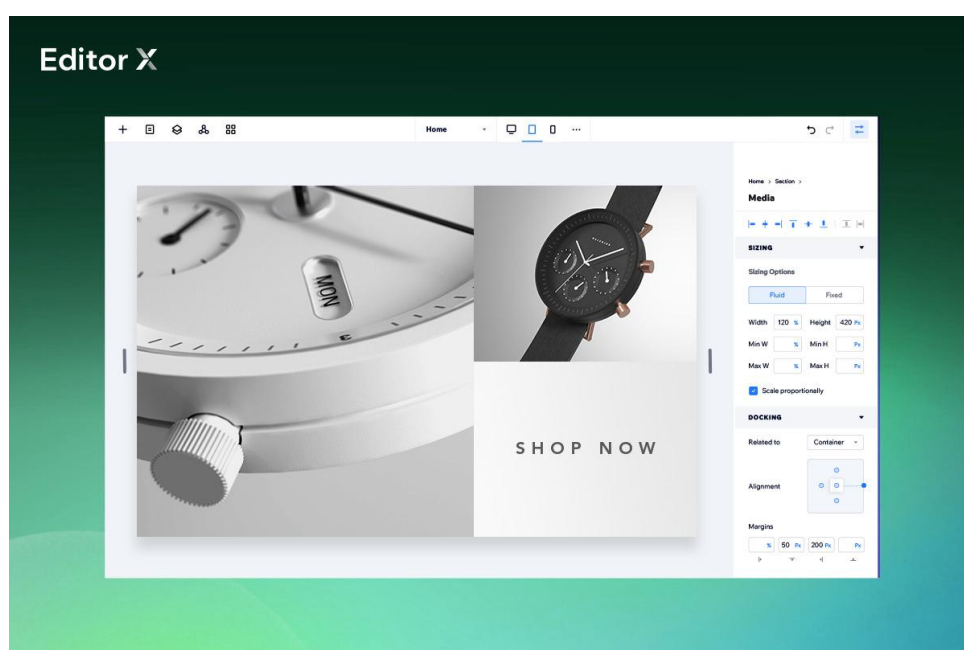 Editor X
Home
Home > Section >
Media
SIZING
Sizing Options
Fluid Fixed
Width 120 % Height 420 Px
Min W % Min H Px
Max W % Max H Px
Scale proportionally
DOCKING
Related to Container
Alignment
Margins
% 50 Px 200 Px Px
MON
3
SHOP NOW